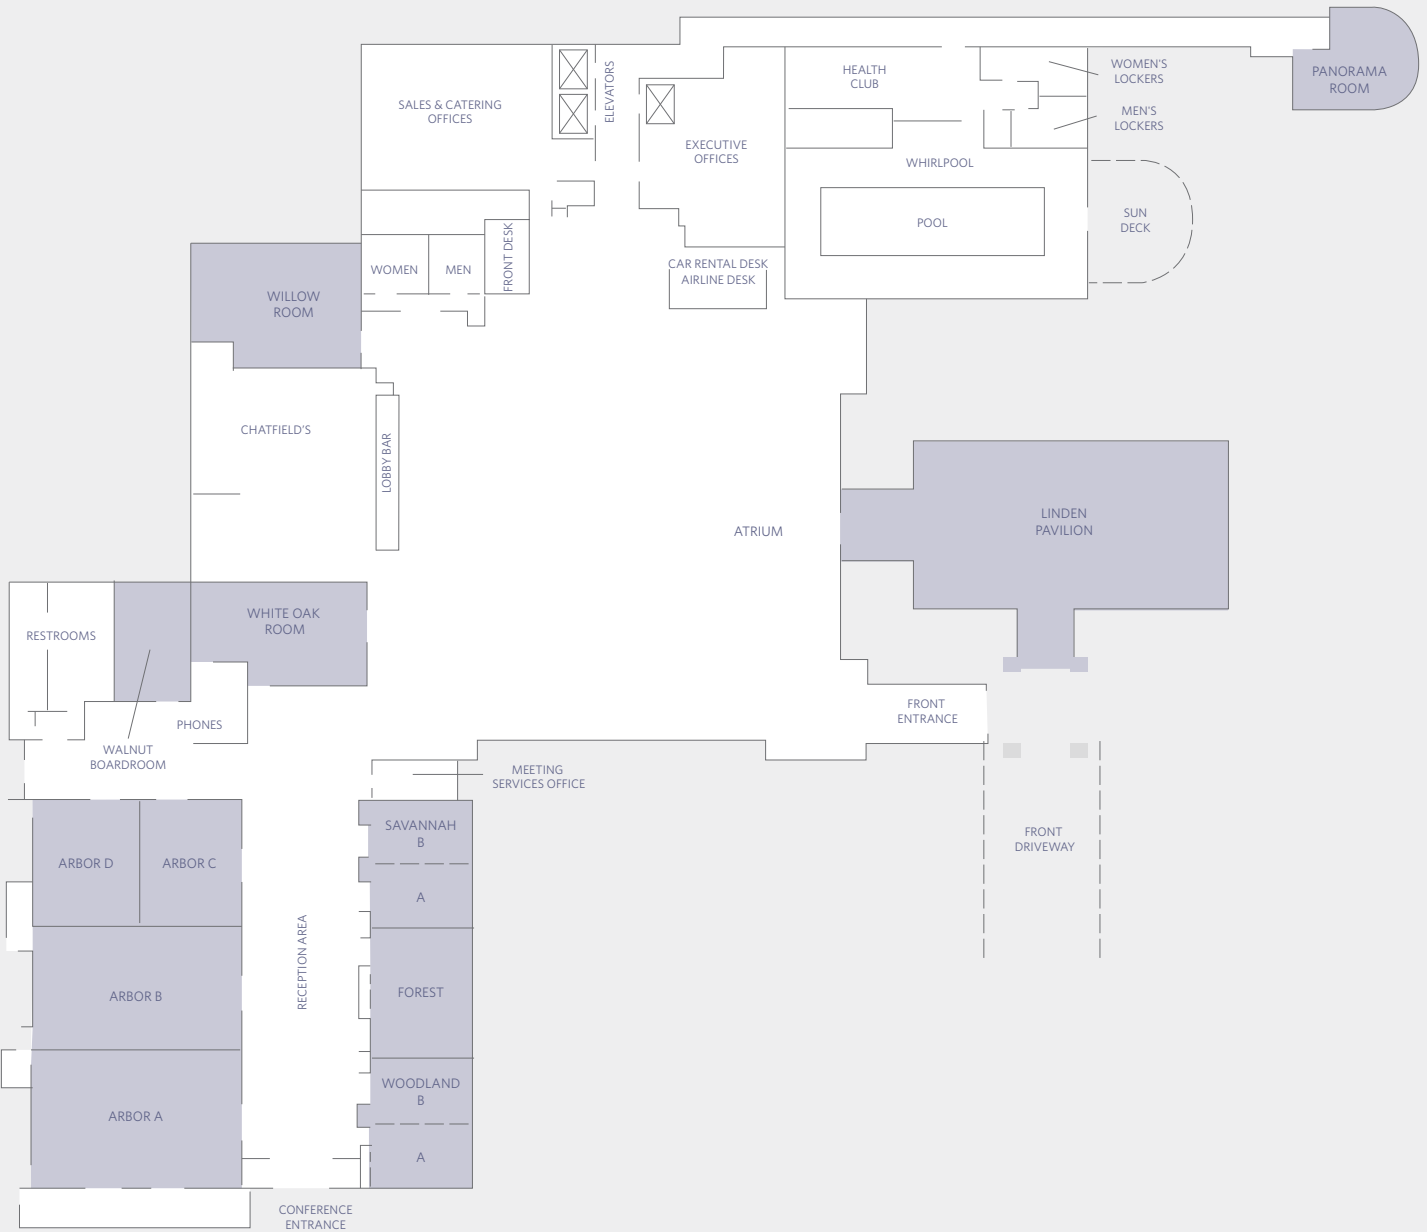 WOMEN'S
LOCKERS
PANORAMA
ROOM
HEALTH
CLUB
ELEVATORS
SALES & CATERING
OFFICES
MEN'S
LOCKERS
EXECUTIVE
OFFICES
WHIRLPOOL
POOL
SUN
DECK
FRONT DESK
WOMEN
MEN
CAR RENTAL DESK
AIRLINE DESK
WILLOW
ROOM
CHATFIELD'S
LOBBY BAR
ATRIUM
LINDEN
PAVILION
WHITE OAK
ROOM
RESTROOMS
PHONES
WALNUT
BOARDROOM
FRONT
ENTRANCE
MEETING
SERVICES OFFICE
SAVANNAH
B
FRONT
DRIVEWAY
ARBOR D
ARBOR C
A
RECEPTION AREA
FOREST
ARBOR B
WOODLAND
B
ARBOR A
A
CONFERENCE
ENTRANCE